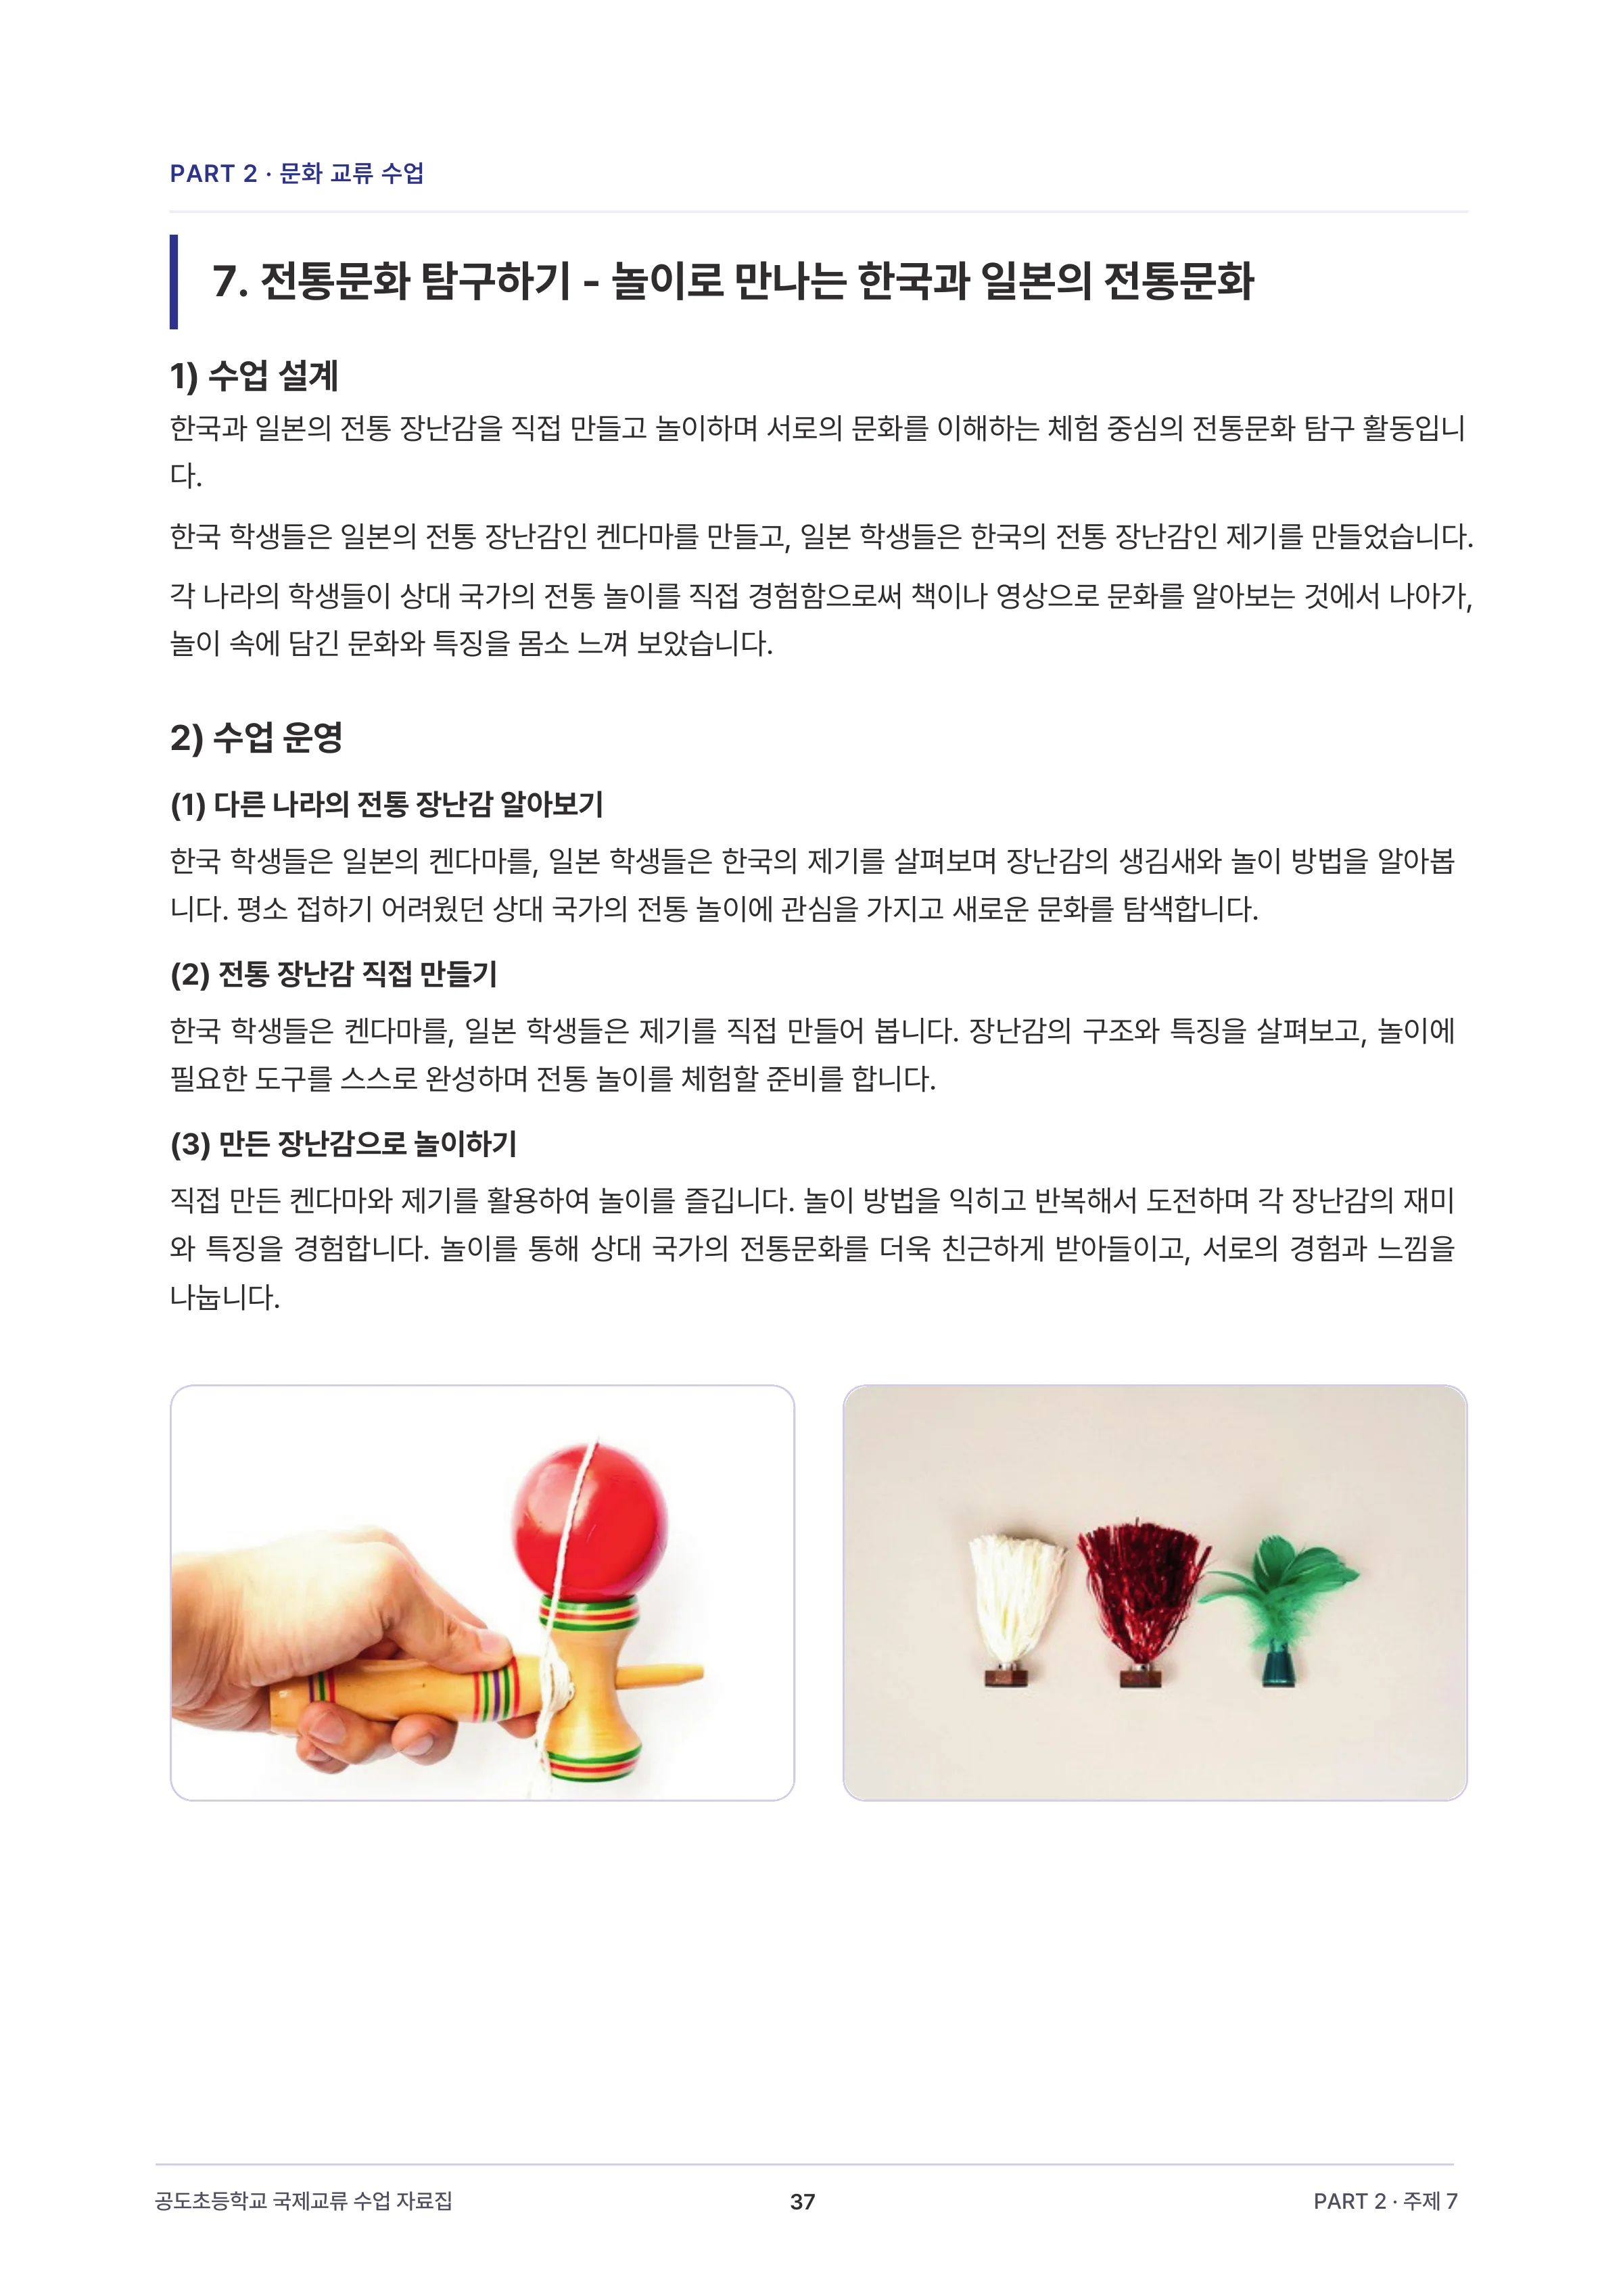 PART 2 · 문화 교류 수업
7. 전통문화 탐구하기 - 놀이로 만나는 한국과 일본의 전통문화
1) 수업 설계
한국과 일본의 전통 장난감을 직접 만들고 놀이하며 서로의 문화를 이해하는 체험 중심의 전통문화 탐구 활동입니
다.
한국 학생들은 일본의 전통 장난감인 켄다마를 만들고, 일본 학생들은 한국의 전통 장난감인 제기를 만들었습니다.
각 나라의 학생들이 상대 국가의 전통 놀이를 직접 경험함으로써 책이나 영상으로 문화를 알아보는 것에서 나아가,
놀이 속에 담긴 문화와 특징을 몸소 느껴 보았습니다.
2) 수업 운영
(1) 다른 나라의 전통 장난감 알아보기
한국 학생들은 일본의 켄다마를, 일본 학생들은 한국의 제기를 살펴보며 장난감의 생김새와 놀이 방법을 알아봅
니다. 평소 접하기 어려웠던 상대 국가의 전통 놀이에 관심을 가지고 새로운 문화를 탐색합니다.
(2) 전통 장난감 직접 만들기
한국 학생들은 켄다마를, 일본 학생들은 제기를 직접 만들어 봅니다. 장난감의 구조와 특징을 살펴보고, 놀이에
필요한 도구를 스스로 완성하며 전통 놀이를 체험할 준비를 합니다.
(3) 만든 장난감으로 놀이하기
직접 만든 켄다마와 제기를 활용하여 놀이를 즐깁니다. 놀이 방법을 익히고 반복해서 도전하며 각 장난감의 재미
와 특징을 경험합니다. 놀이를 통해 상대 국가의 전통문화를 더욱 친근하게 받아들이고, 서로의 경험과 느낌을
나눕니다.
공도초등학교 국제교류 수업 자료집
37
PART 2 · 주제 7